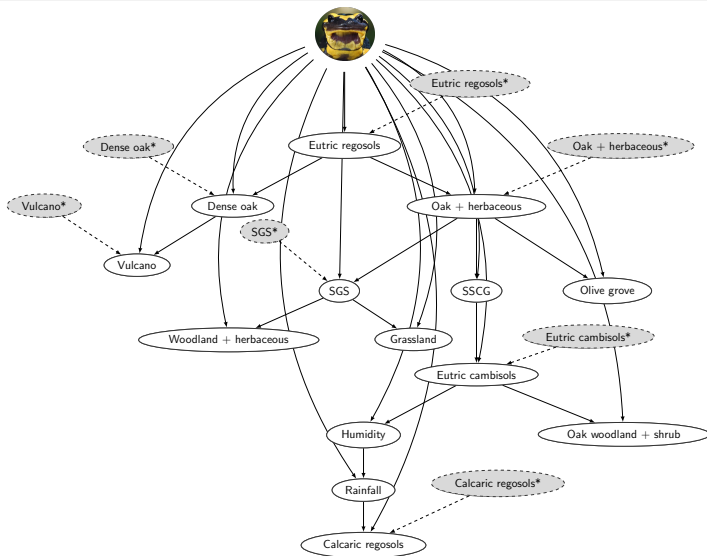 Eutric regosols*
Eutric regosols
Dense oak*
Oak + herbaceous*
Vulcano*
Dense oak
Oak + herbaceous
SGS*
Vulcano
SGS
SSCG
Olive grove
Woodland + herbaceous
Grassland
Eutric cambisols*
Eutric cambisols
Humidity
Oak woodland + shrub
Rainfall
Calcaric regosols*
Calcaric regosols